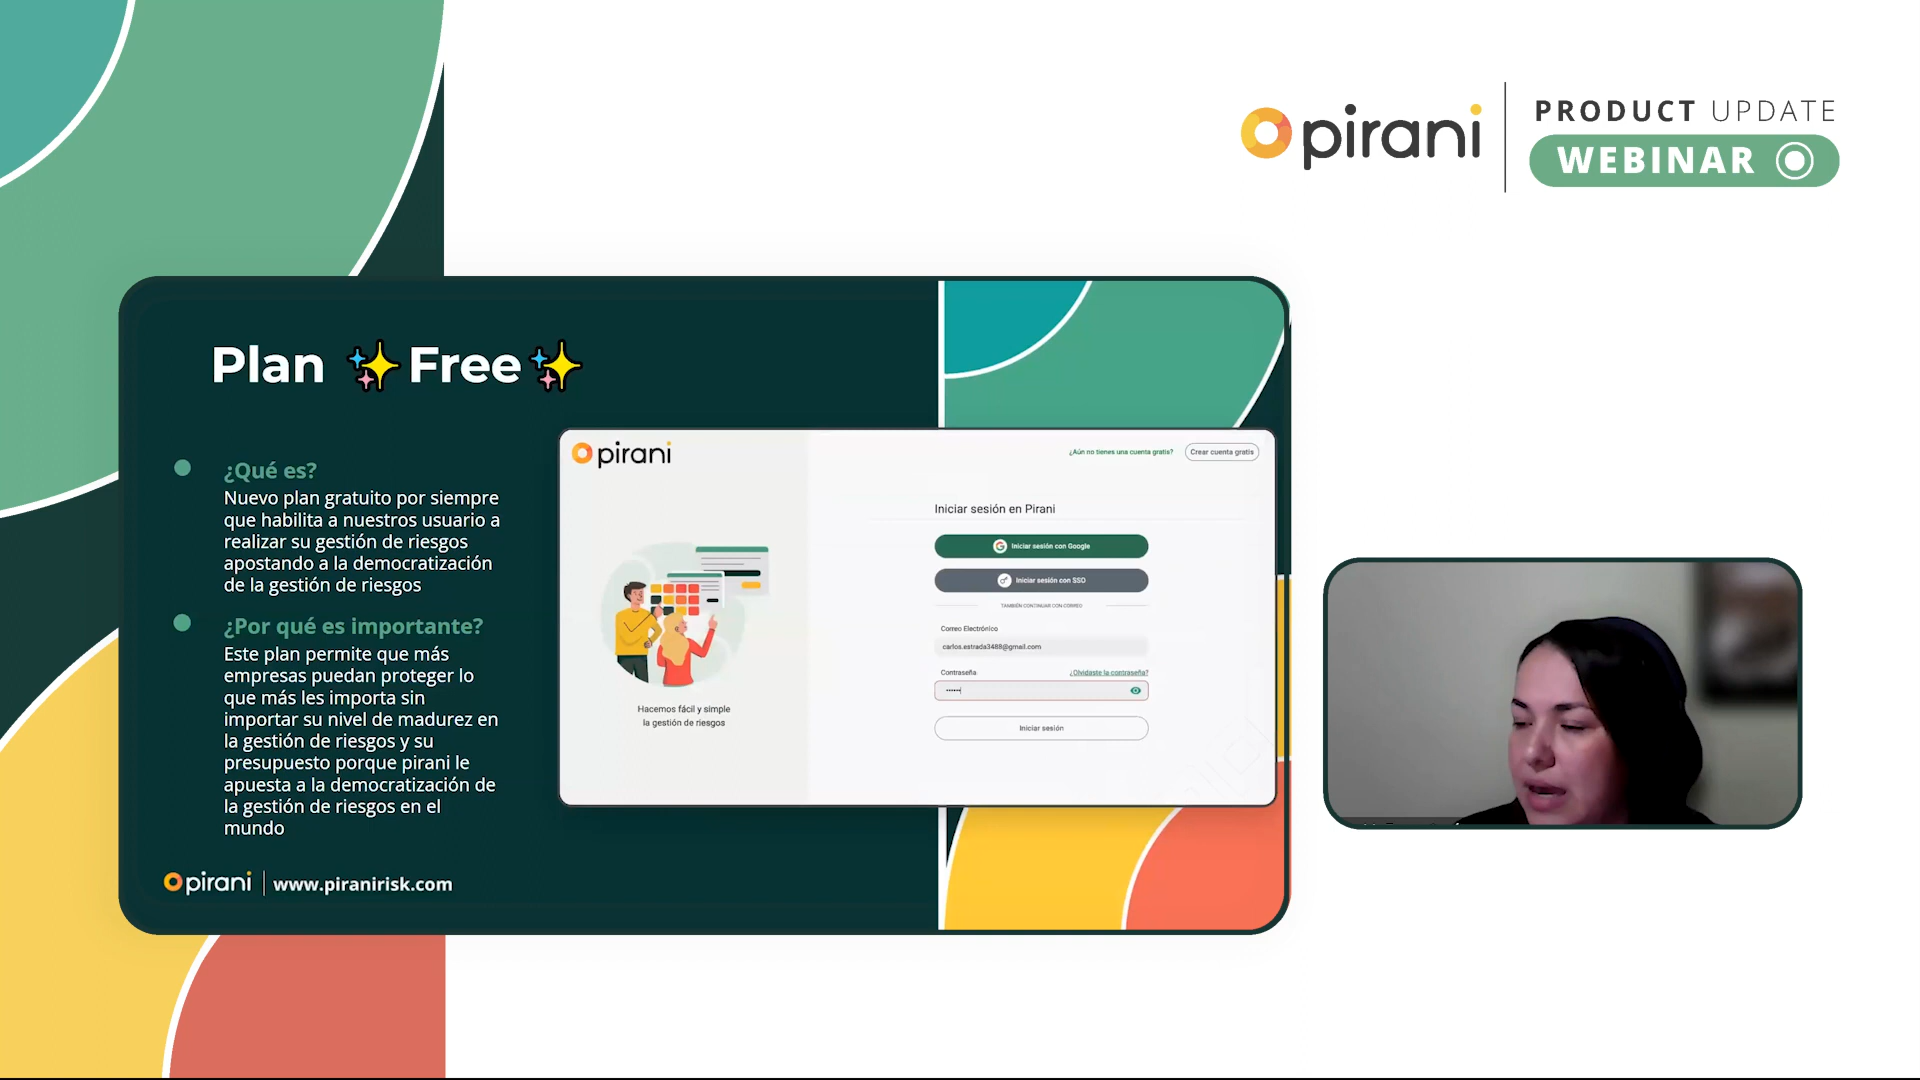 pirani
PRODUCT UPDATE
WEBINAR
Plan ✨Free✨
¿Qué es?
Nuevo plan gratuito por siempre
que habilita a nuestros usuario a
realizar su gestión de riesgos
apostando a la democratización
de la gestión de riesgos
¿Por qué es importante?
Este plan permite que más
empresas puedan proteger lo
que más les importa sin
importar su nivel de madurez en
la gestión de riesgos y su
presupuesto porque pirani le
apuesta a la democratización de
la gestión de riesgos en el
mundo
pirani
www.piranirisk.com
pirani
¿Aún no tienes una cuenta gratis?
Crear cuenta gratis
Hacemos fácil y simple
la gestión de riesgos
Iniciar sesión en Pirani
Iniciar sesión con Google
Iniciar sesión con SSO
TAMBIÉN CONTINUAR CON CORREO
Correo Electrónico
carlos.estrada3488@gmail.com
Contraseña
¿Olvidaste la contraseña?
Iniciar sesión